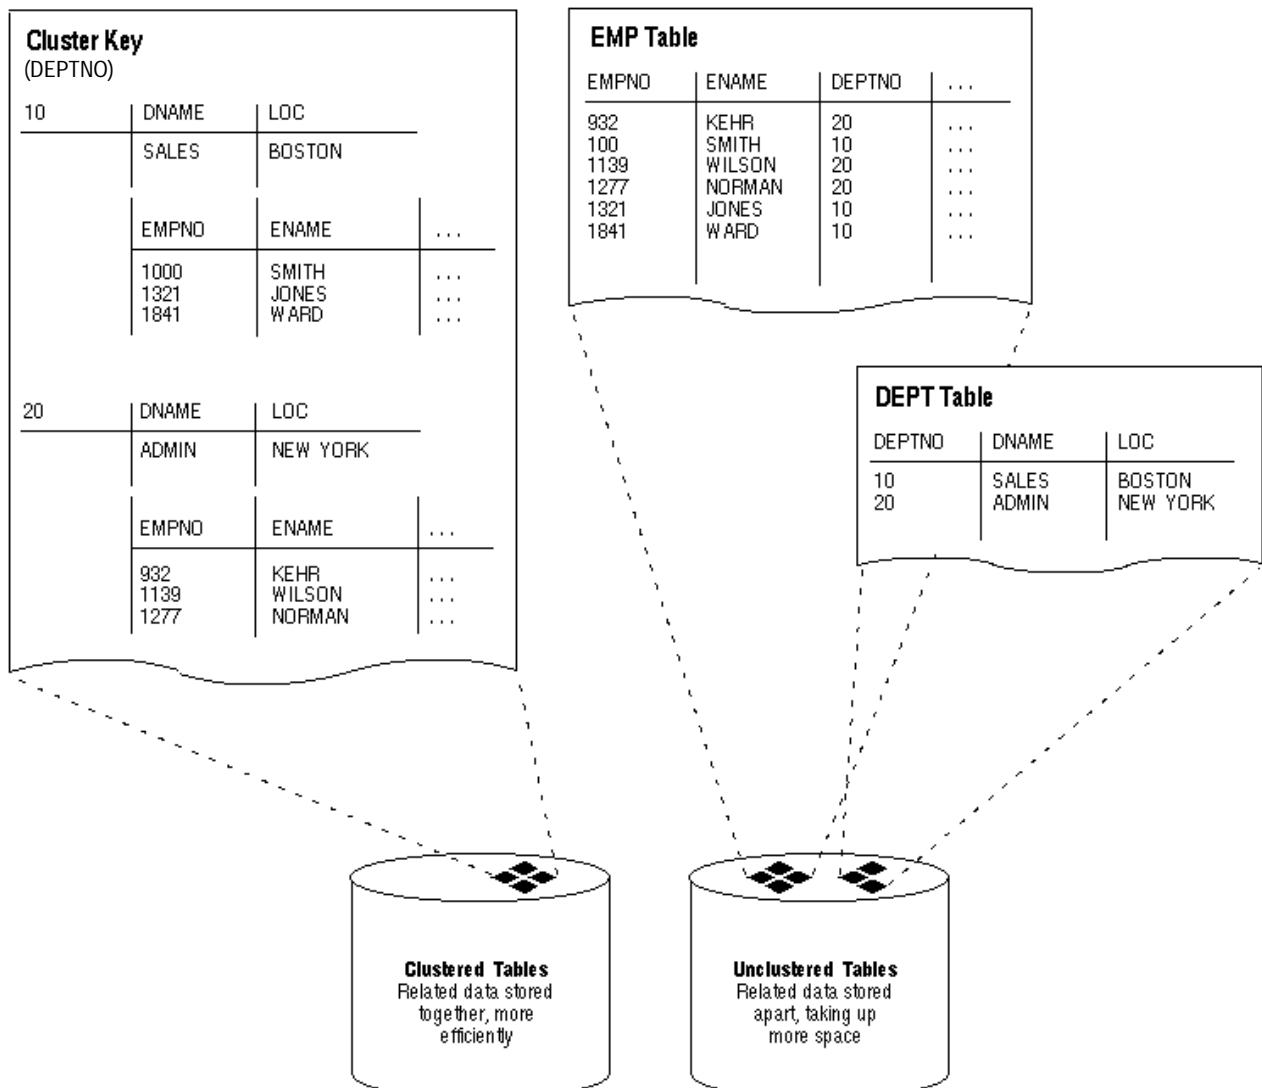 Cluster Key
(DEPTNO)
10 DNAME LOC
SALES BOSTON
EMPNO ENAME ...
1000 SMITH ...
1321 JONES ...
1841 WARD ...
20 DNAME LOC
ADMIN NEW YORK
EMPNO ENAME ...
932 KEHR ...
1139 WILSON ...
1277 NORMAN ...
EMP Table
EMPNO ENAME DEPTNO ...
932 KEHR 20 ...
100 SMITH 10 ...
1139 WILSON 20 ...
1277 NORMAN 20 ...
1321 JONES 10 ...
1841 WARD 10 ...
DEPT Table
DEPTNO DNAME LOC
10 SALES BOSTON
20 ADMIN NEW YORK
Clustered Tables
Related data stored
together, more
efficiently
Unclustered Tables
Related data stored
apart, taking up
more space